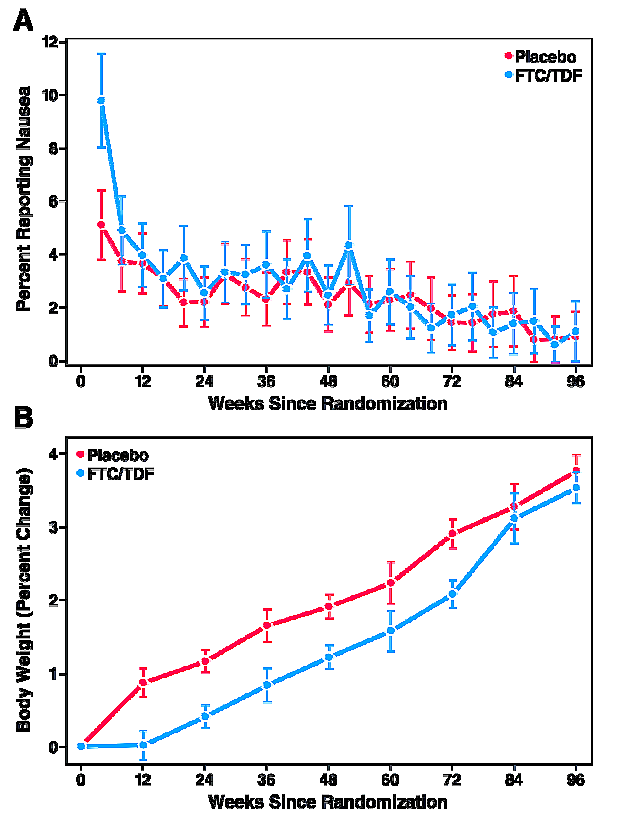 A
12
10
8
6
4
2
0
Percent Reporting Nausea
Placebo
FTC/TDF
0 12 24 36 48 60 72 84 96
Weeks Since Randomization
B
4
3
2
1
0
Body Weight (Percent Change)
Placebo
FTC/TDF
0 12 24 36 48 60 72 84 96
Weeks Since Randomization